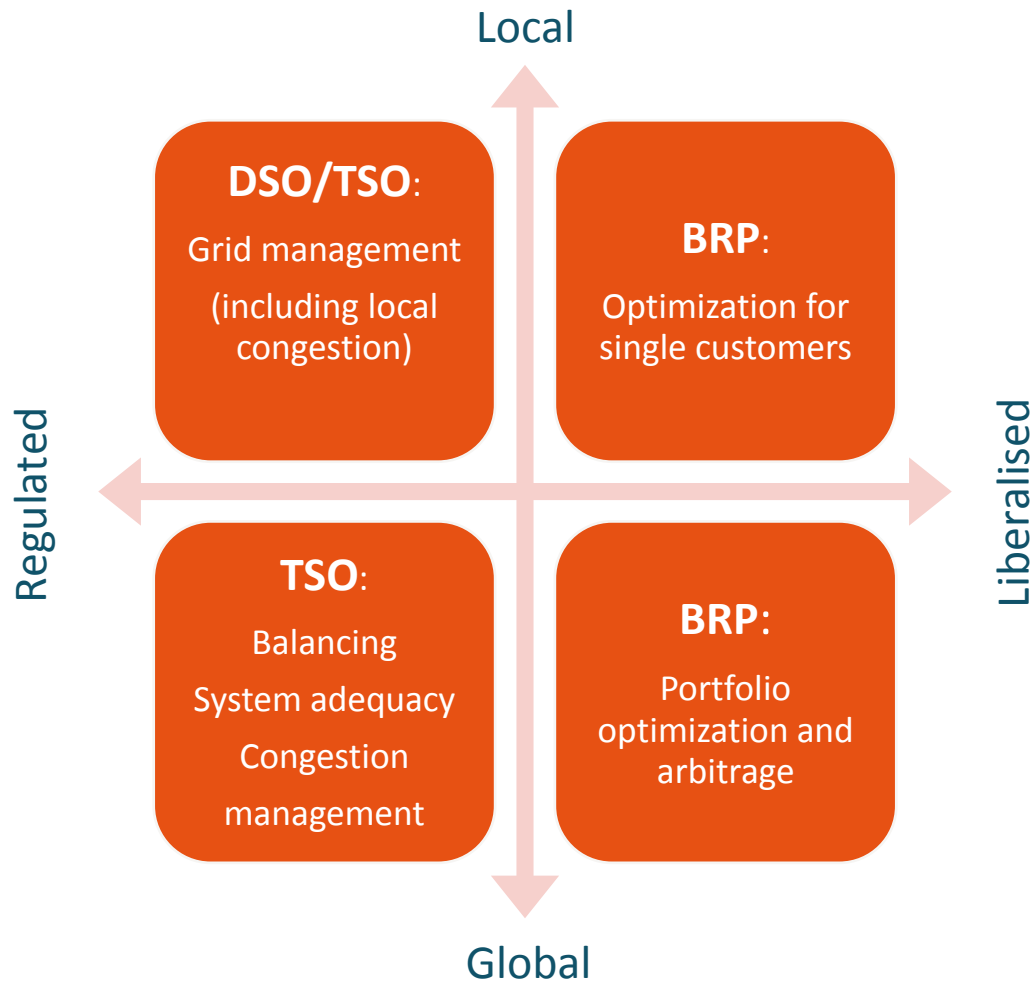 Local
DSO/TSO:
Grid management
(including local
congestion)
BRP:
Optimization for
single customers
Regulated
Liberalised
TSO:
Balancing
System adequacy
Congestion
management
BRP:
Portfolio
optimization and
arbitrage
Global